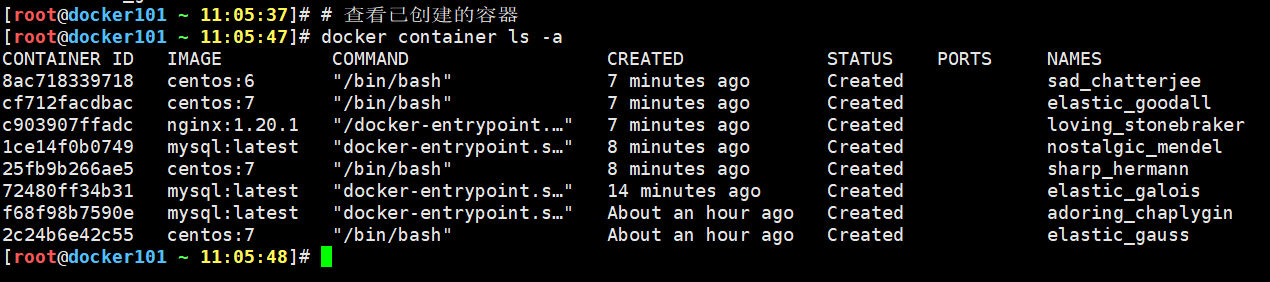 [root@docker101 ~ 11:05:37]# # 查看已创建的容器
[root@docker101 ~ 11:05:47]# docker container ls -a
CONTAINER ID   IMAGE          COMMAND                  CREATED             STATUS    PORTS     NAMES
8ac718339718   centos:6       "/bin/bash"              7 minutes ago       Created             sad_chatterjee
cf712facdbac   centos:7       "/bin/bash"              7 minutes ago       Created             elastic_goodall
c903907ffadc   nginx:1.20.1   "/docker-entrypoint.…"   7 minutes ago       Created             loving_stonebraker
1ce14f0b0749   mysql:latest   "docker-entrypoint.s…"   8 minutes ago       Created             nostalgic_mendel
25fb9b266ae5   centos:7       "/bin/bash"              8 minutes ago       Created             sharp_hermann
72480ff34b31   mysql:latest   "docker-entrypoint.s…"   14 minutes ago      Created             elastic_galois
f68f98b7590e   mysql:latest   "docker-entrypoint.s…"   About an hour ago   Created             adoring_chaplygin
2c24b6e42c55   centos:7       "/bin/bash"              About an hour ago   Created             elastic_gauss
[root@docker101 ~ 11:05:48]#